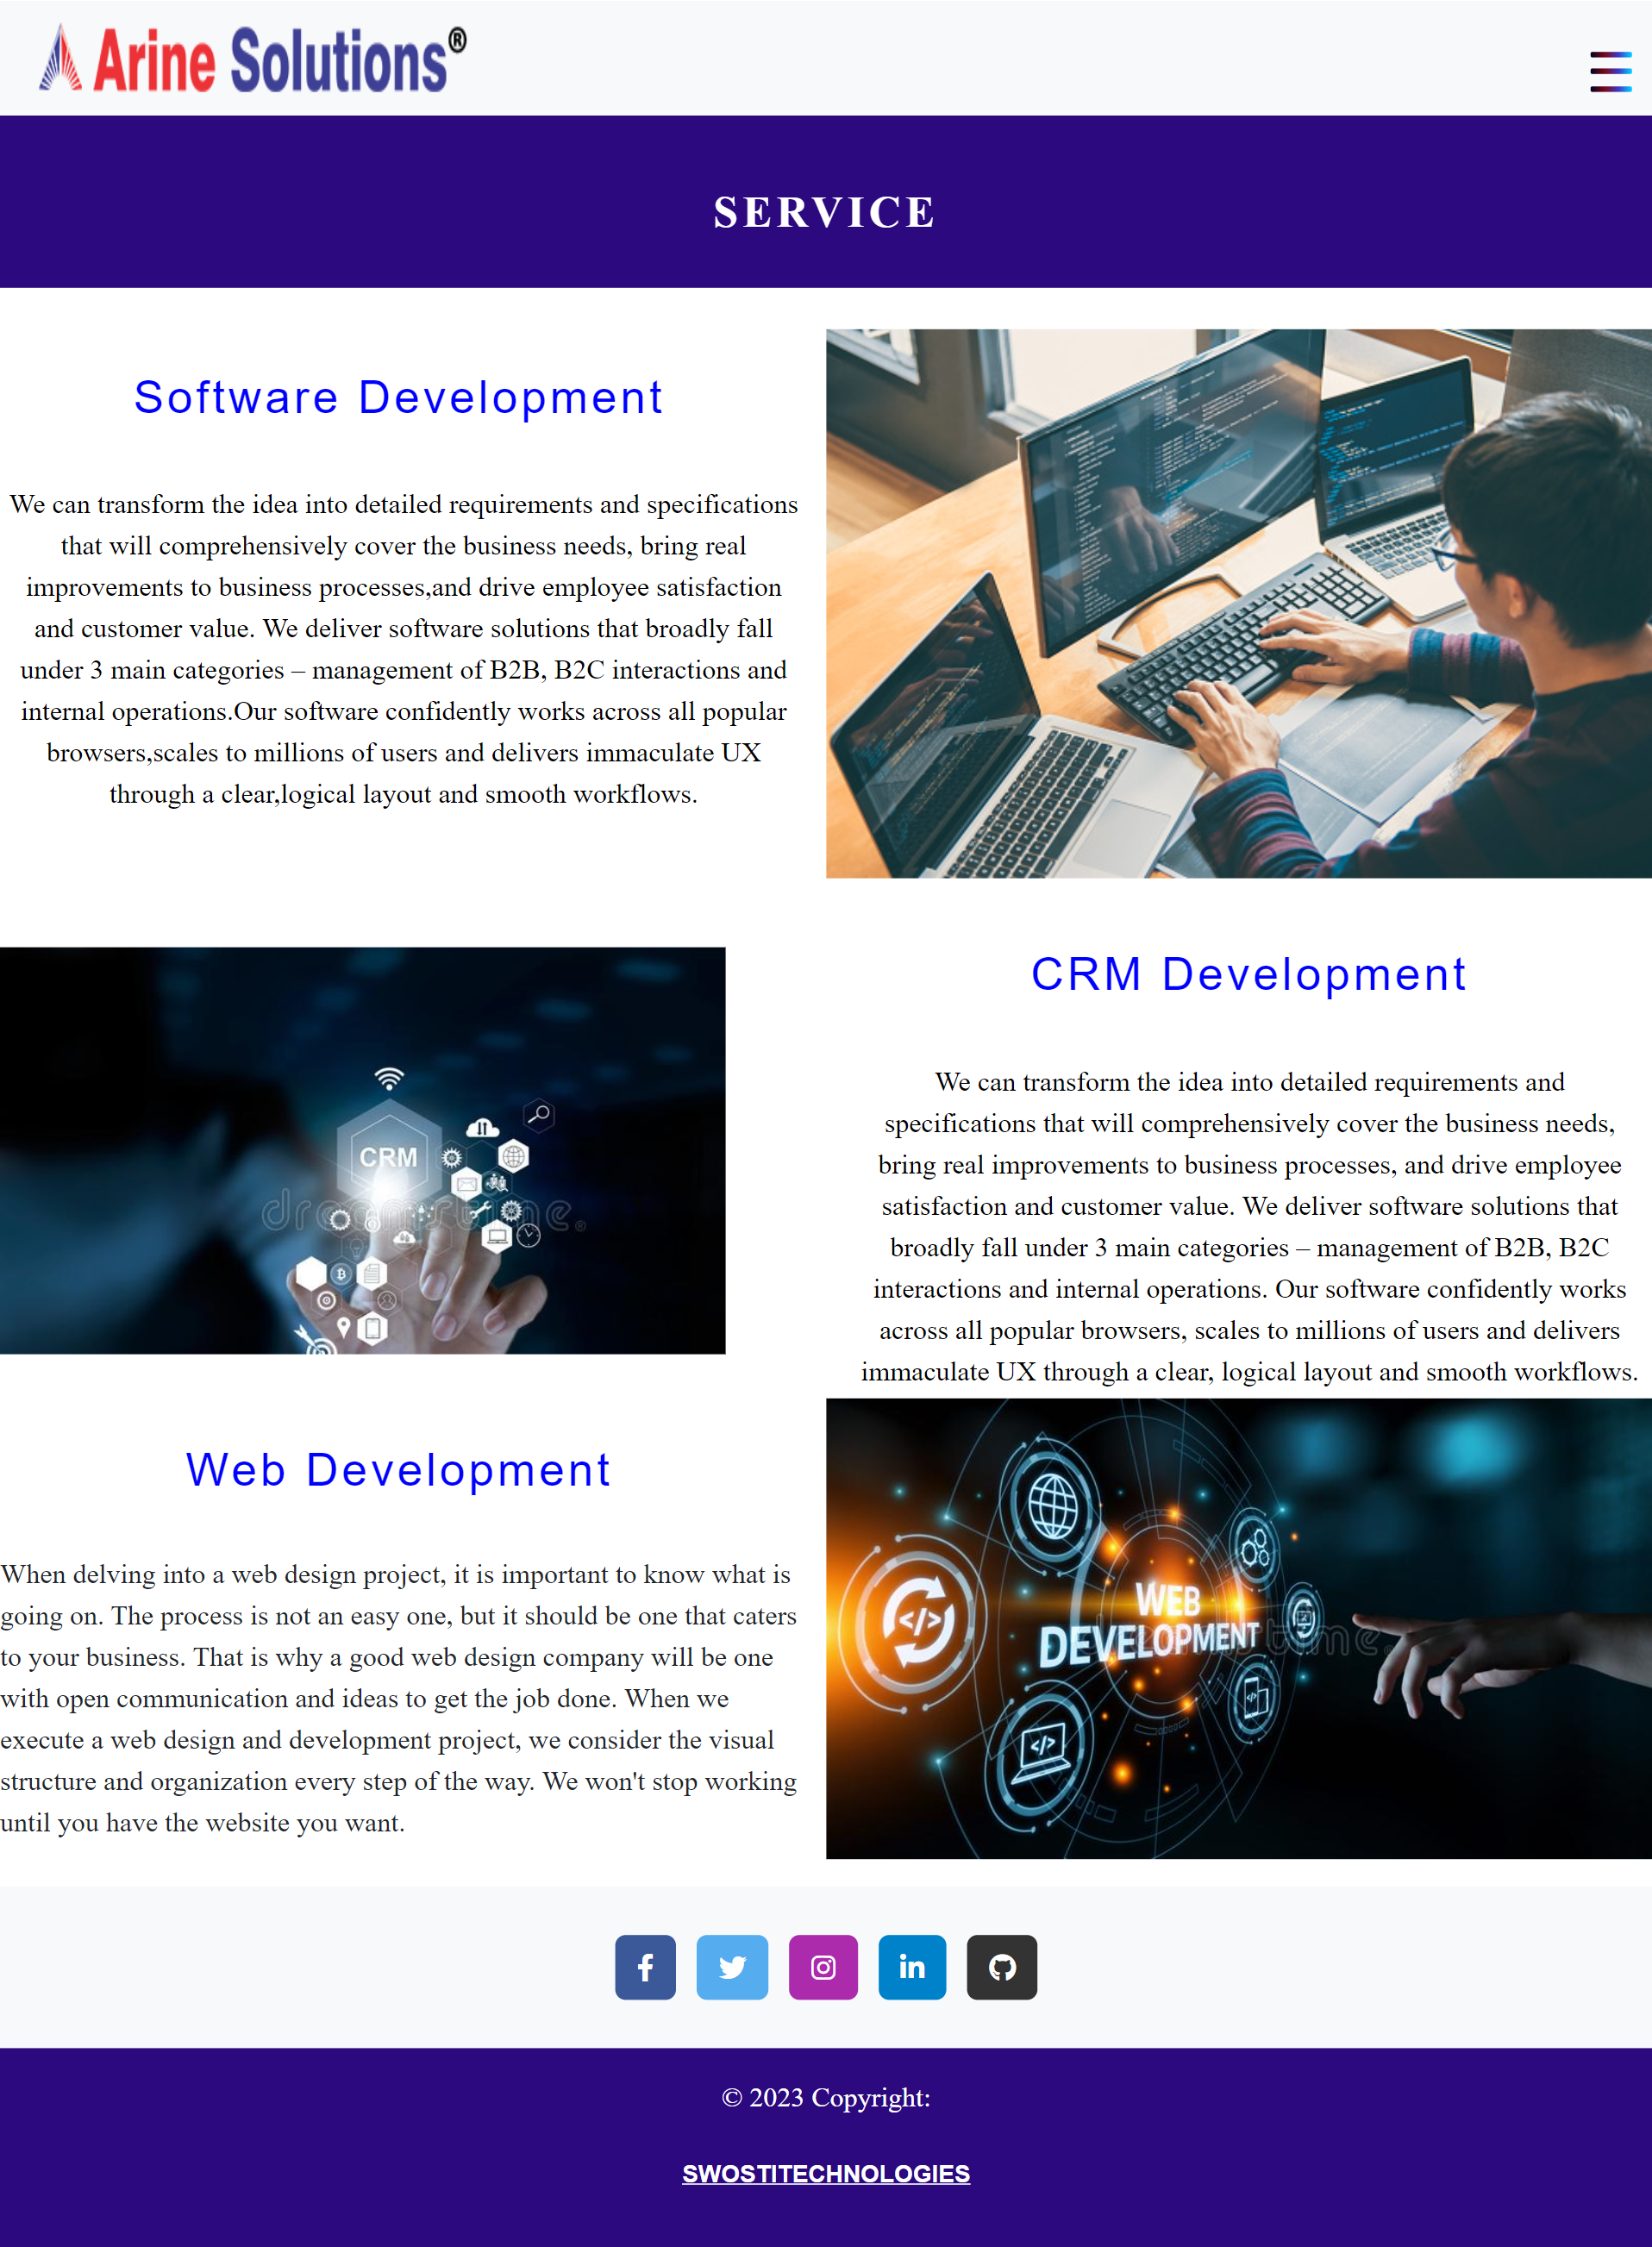 Arine Solutions®
SERVICE
Software Development
We can transform the idea into detailed requirements and specifications
that will comprehensively cover the business needs, bring real
improvements to business processes,and drive employee satisfaction
and customer value. We deliver software solutions that broadly fall
under 3 main categories – management of B2B, B2C interactions and
internal operations.Our software confidently works across all popular
browsers,scales to millions of users and delivers immaculate UX
through a clear,logical layout and smooth workflows.
CRM
dreamstime®
CRM Development
We can transform the idea into detailed requirements and
specifications that will comprehensively cover the business needs,
bring real improvements to business processes, and drive employee
satisfaction and customer value. We deliver software solutions that
broadly fall under 3 main categories – management of B2B, B2C
interactions and internal operations. Our software confidently works
across all popular browsers, scales to millions of users and delivers
immaculate UX through a clear, logical layout and smooth workflows.
Web Development
When delving into a web design project, it is important to know what is
going on. The process is not an easy one, but it should be one that caters
to your business. That is why a good web design company will be one
with open communication and ideas to get the job done. When we
execute a web design and development project, we consider the visual
structure and organization every step of the way. We won't stop working
until you have the website you want.
</>
WEB
DEVELOPMENT
</>
</>
© 2023 Copyright:
SWOSTITECHNOLOGIES